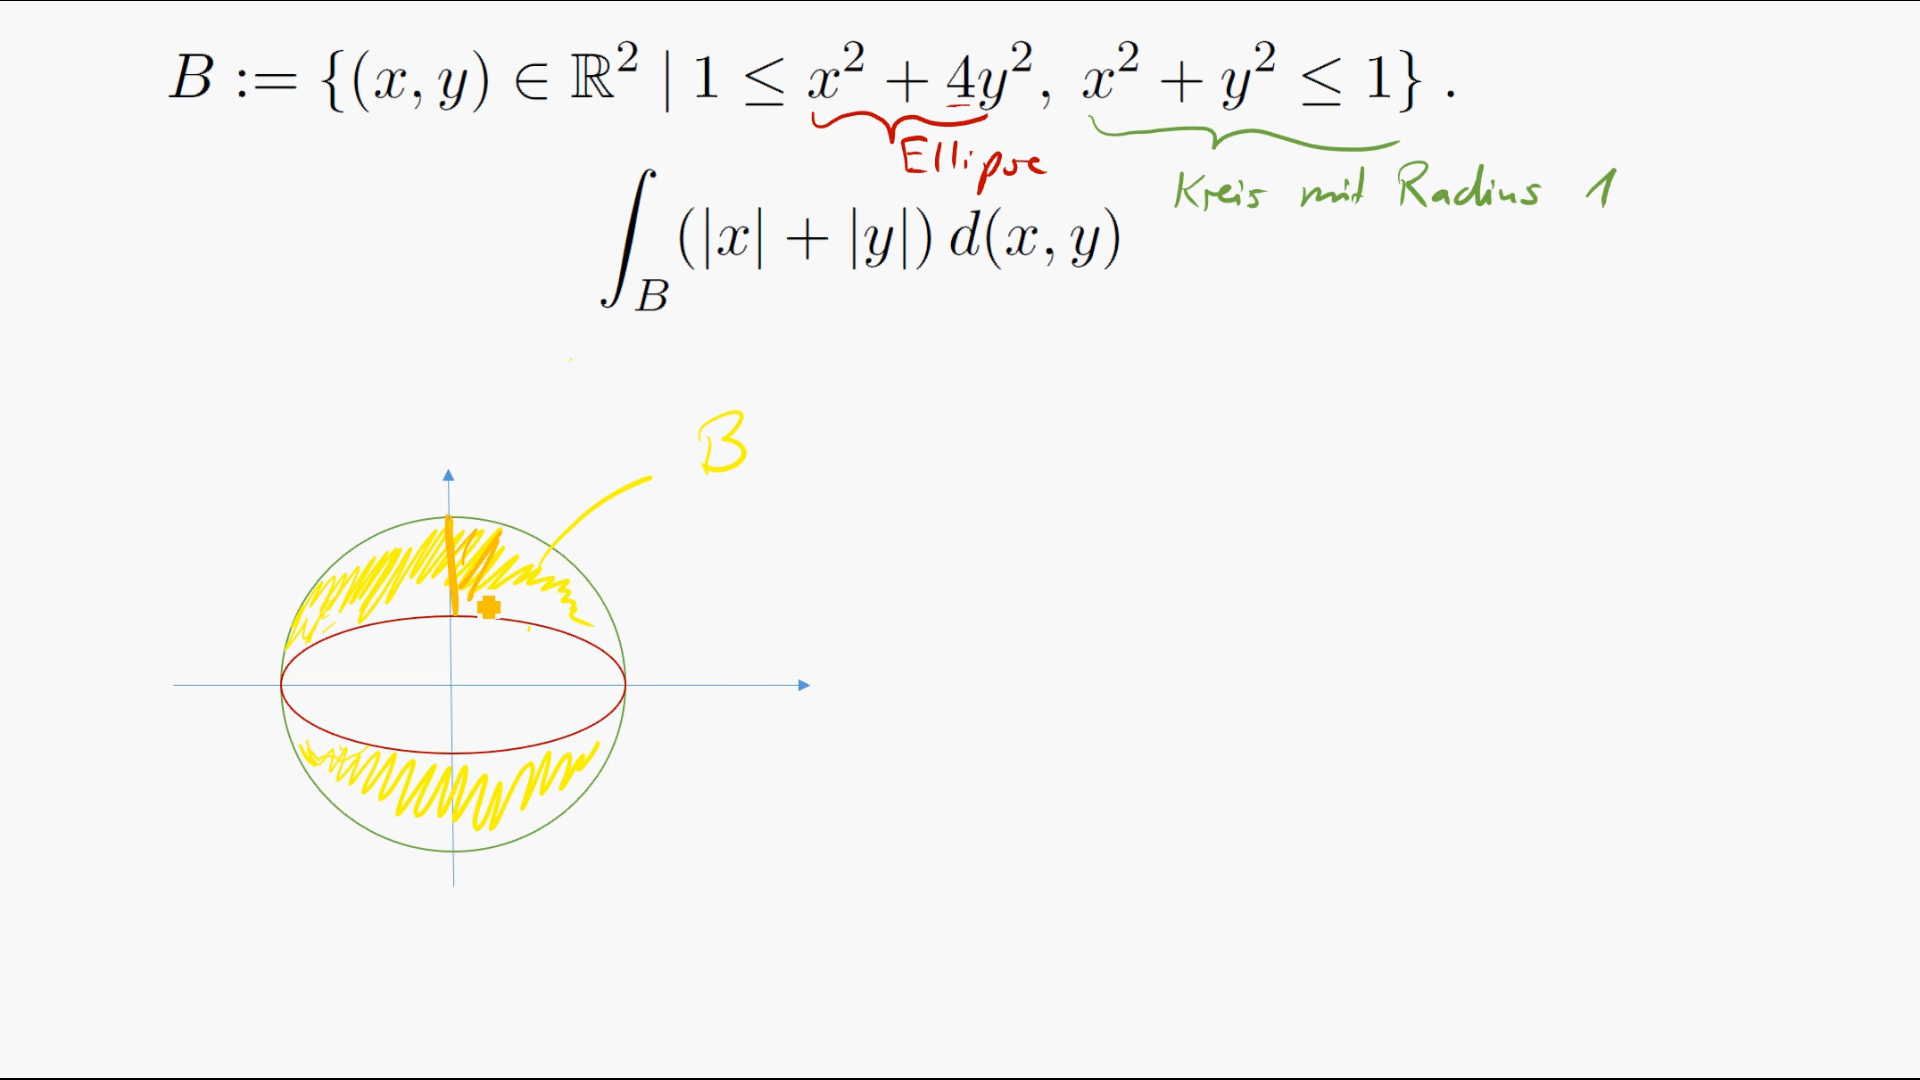 B := {(x, y) ∈ ℝ² | 1 ≤ x² + 4y², x² + y² ≤ 1} .
Ellipse
Kreis mit Radius 1
∫_B (|x| + |y|) d(x, y)
B